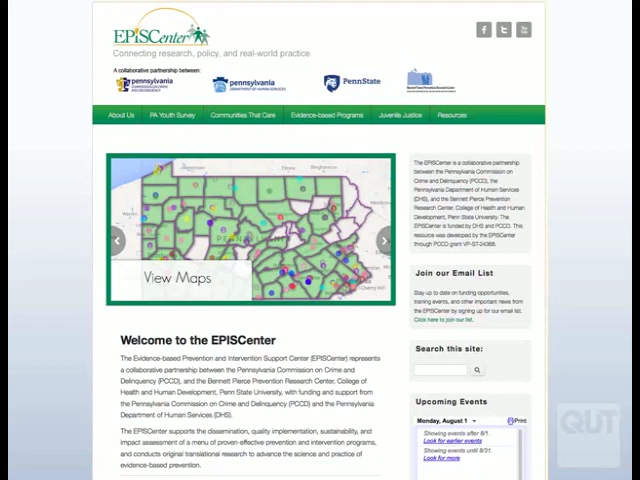 EPISCenter
Connecting research, policy, and real-world practice
A collaborative partnership between:
pennsylvania
pennsylvania
PennState
About Us
PA Youth Survey
Communities That Care
Evidence-based Programs
Juvenile Justice
Resources
PENNSYLVANIA
View Maps
The EPISCenter is a collaborative partnership
between the Pennsylvania Commission on
Crime and Delinquency (PCCD), the
Pennsylvania Department of Human Services
(DHS), and the Bennett Pierce Prevention
Research Center, College of Health and Human
Development, Penn State University. The
EPISCenter is funded by DHS and PCCD. This
resource was developed by the EPISCenter
through PCCD grant VP-ST-24368.
Join our Email List
Stay up to date on funding opportunities,
training events, and other important news from
the EPISCenter by signing up for our email list.
Click here to join our list.
Search this site:
Welcome to the EPISCenter
The Evidence-based Prevention and Intervention Support Center (EPISCenter) represents
a collaborative partnership between the Pennsylvania Commission on Crime and
Delinquency (PCCD), and the Bennett Pierce Prevention Research Center, College of
Health and Human Development, Penn State University, with funding and support from
the Pennsylvania Commission on Crime and Delinquency (PCCD) and the Pennsylvania
Department of Human Services (DHS).
The EPISCenter supports the dissemination, quality implementation, sustainability, and
impact assessment of a menu of proven-effective prevention and intervention programs,
and conducts original translational research to advance the science and practice of
evidence-based prevention.
Upcoming Events
Monday, August 1
Print
Showing events after 8/1.
Look for earlier events
Showing events until 8/31.
Look for more
QUT